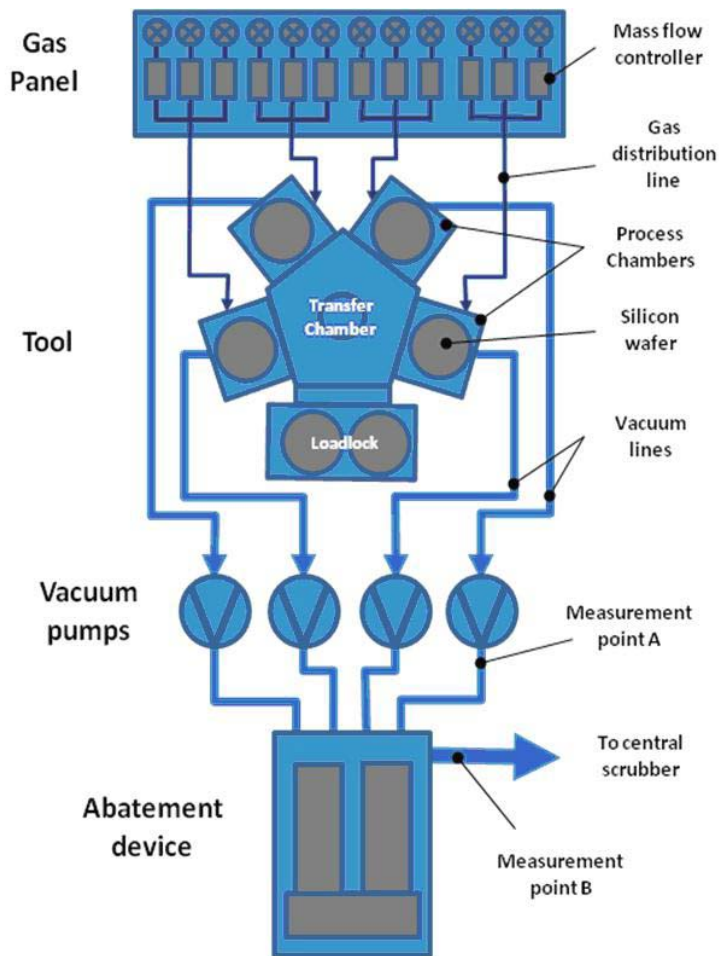 Gas
Panel
Mass flow
controller
Gas
distribution
line
Process
Chambers
Tool
Transfer
Chamber
Silicon
wafer
Loadlock
Vacuum
lines
Vacuum
pumps
Measurement
point A
To central
scrubber
Abatement
device
Measurement
point B